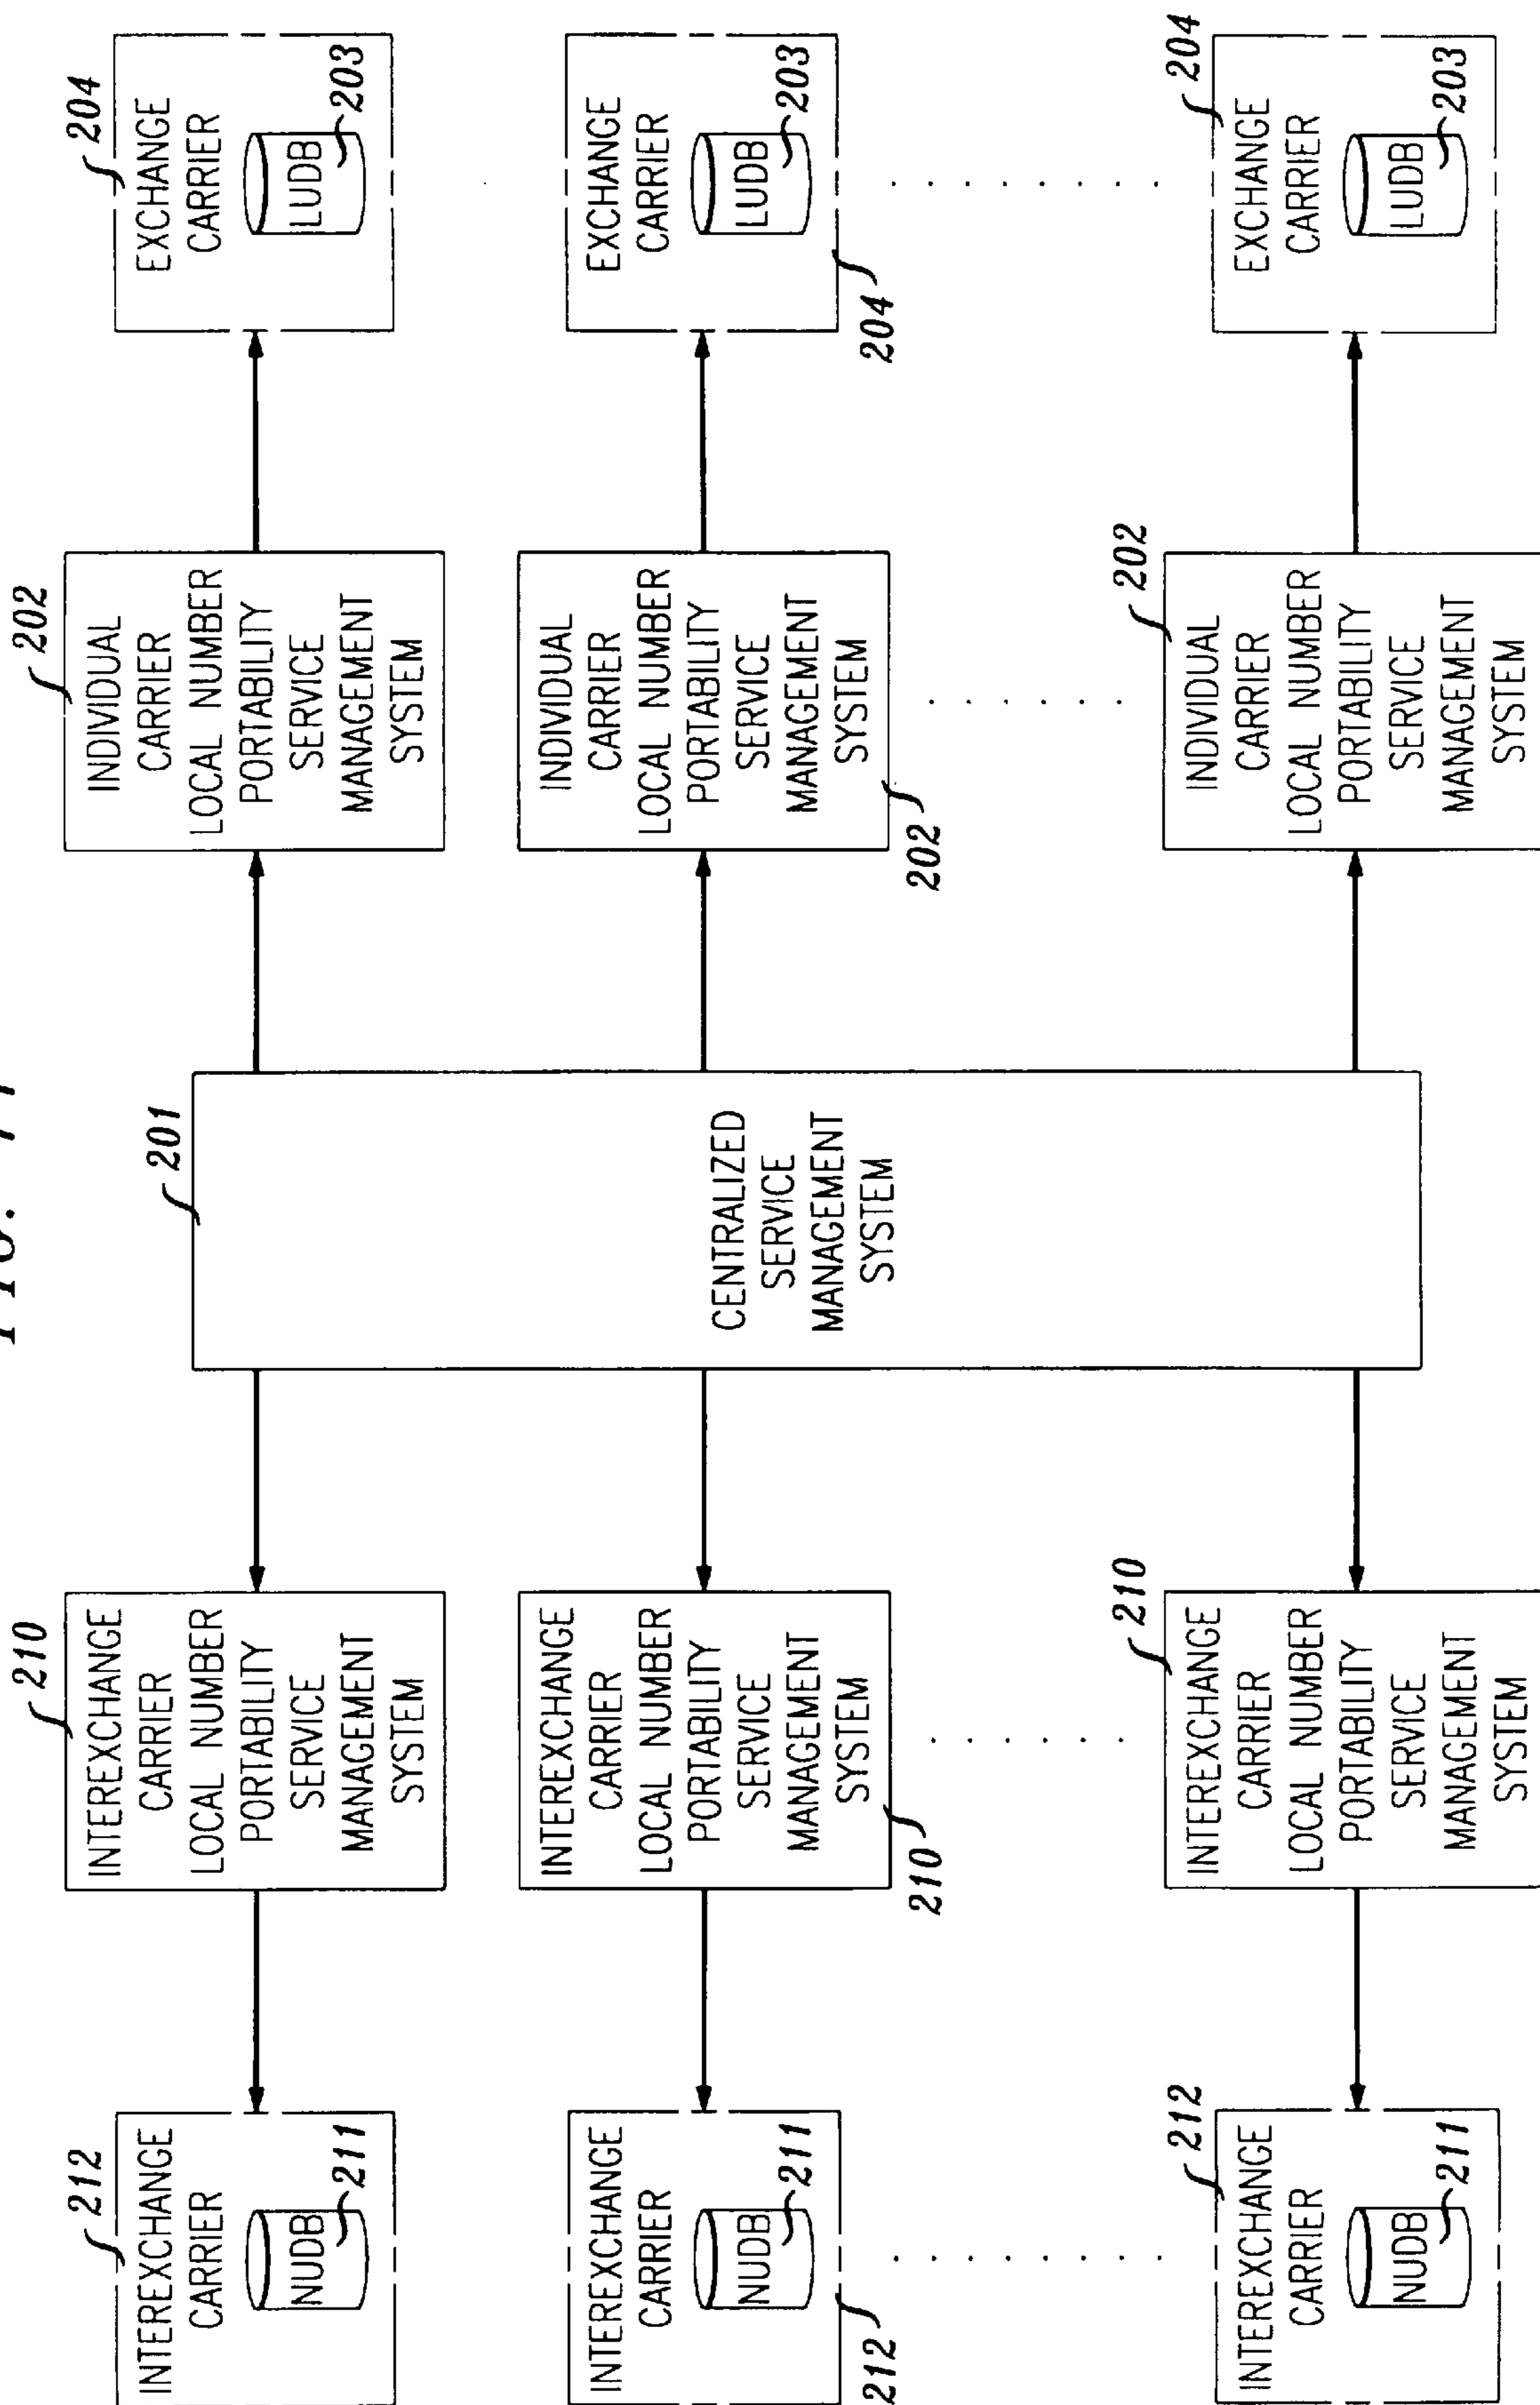 FIG.
212
INTEREXCHANGE
CARRIER
NUDB
211
210
INTEREXCHANGE
CARRIER
LOCAL NUMBER
PORTABILITY
SERVICE
MANAGEMENT
SYSTEM
201
CENTRALIZED
SERVICE
MANAGEMENT
SYSTEM
202
INDIVIDUAL
CARRIER
LOCAL NUMBER
PORTABILITY
SERVICE
MANAGEMENT
SYSTEM
204
EXCHANGE
CARRIER
LUDB
203
INTEREXCHANGE
CARRIER
NUDB
211
212
INTEREXCHANGE
CARRIER
LOCAL NUMBER
PORTABILITY
SERVICE
MANAGEMENT
SYSTEM
210
INDIVIDUAL
CARRIER
LOCAL NUMBER
PORTABILITY
SERVICE
MANAGEMENT
SYSTEM
202
EXCHANGE
CARRIER
LUDB
203
204
212
INTEREXCHANGE
CARRIER
NUDB
211
210
INTEREXCHANGE
CARRIER
LOCAL NUMBER
PORTABILITY
SERVICE
MANAGEMENT
SYSTEM
202
INDIVIDUAL
CARRIER
LOCAL NUMBER
PORTABILITY
SERVICE
MANAGEMENT
SYSTEM
204
EXCHANGE
CARRIER
LUDB
203